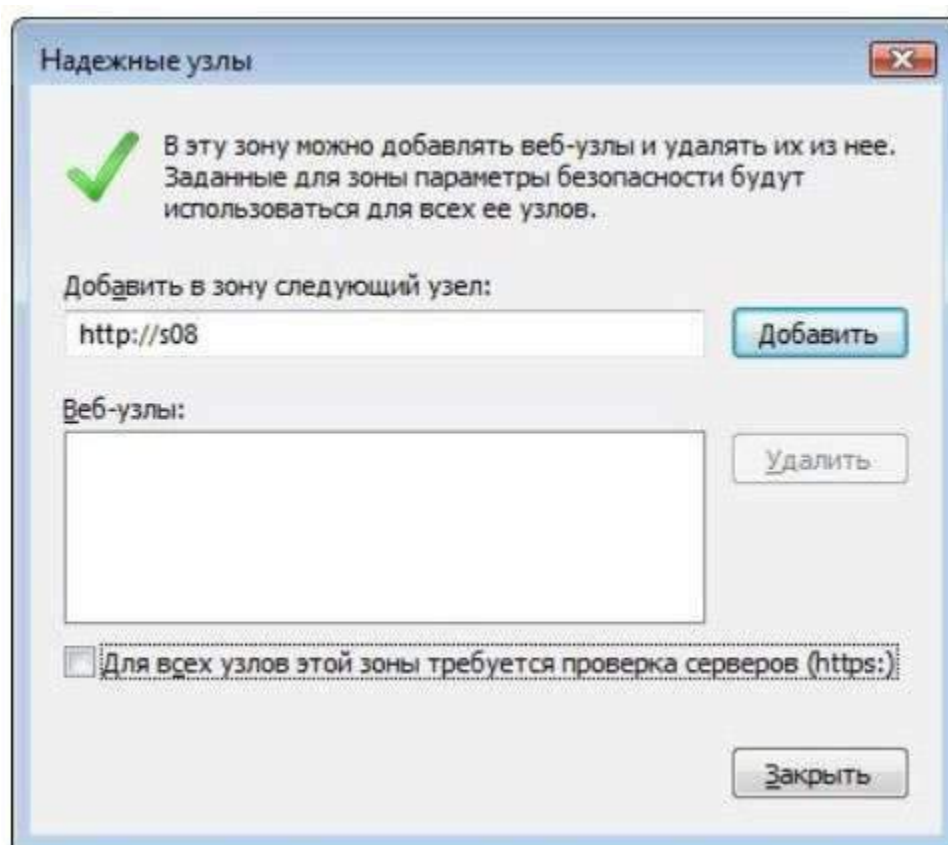 Надежные узлы
В эту зону можно добавлять веб-узлы и удалять их из нее.
Заданные для зоны параметры безопасности будут
использоваться для всех ее узлов.
Добавить в зону следующий узел:
http://s08
Добавить
Веб-узлы:
Удалить
Для всех узлов этой зоны требуется проверка серверов (https:)
Закрыть